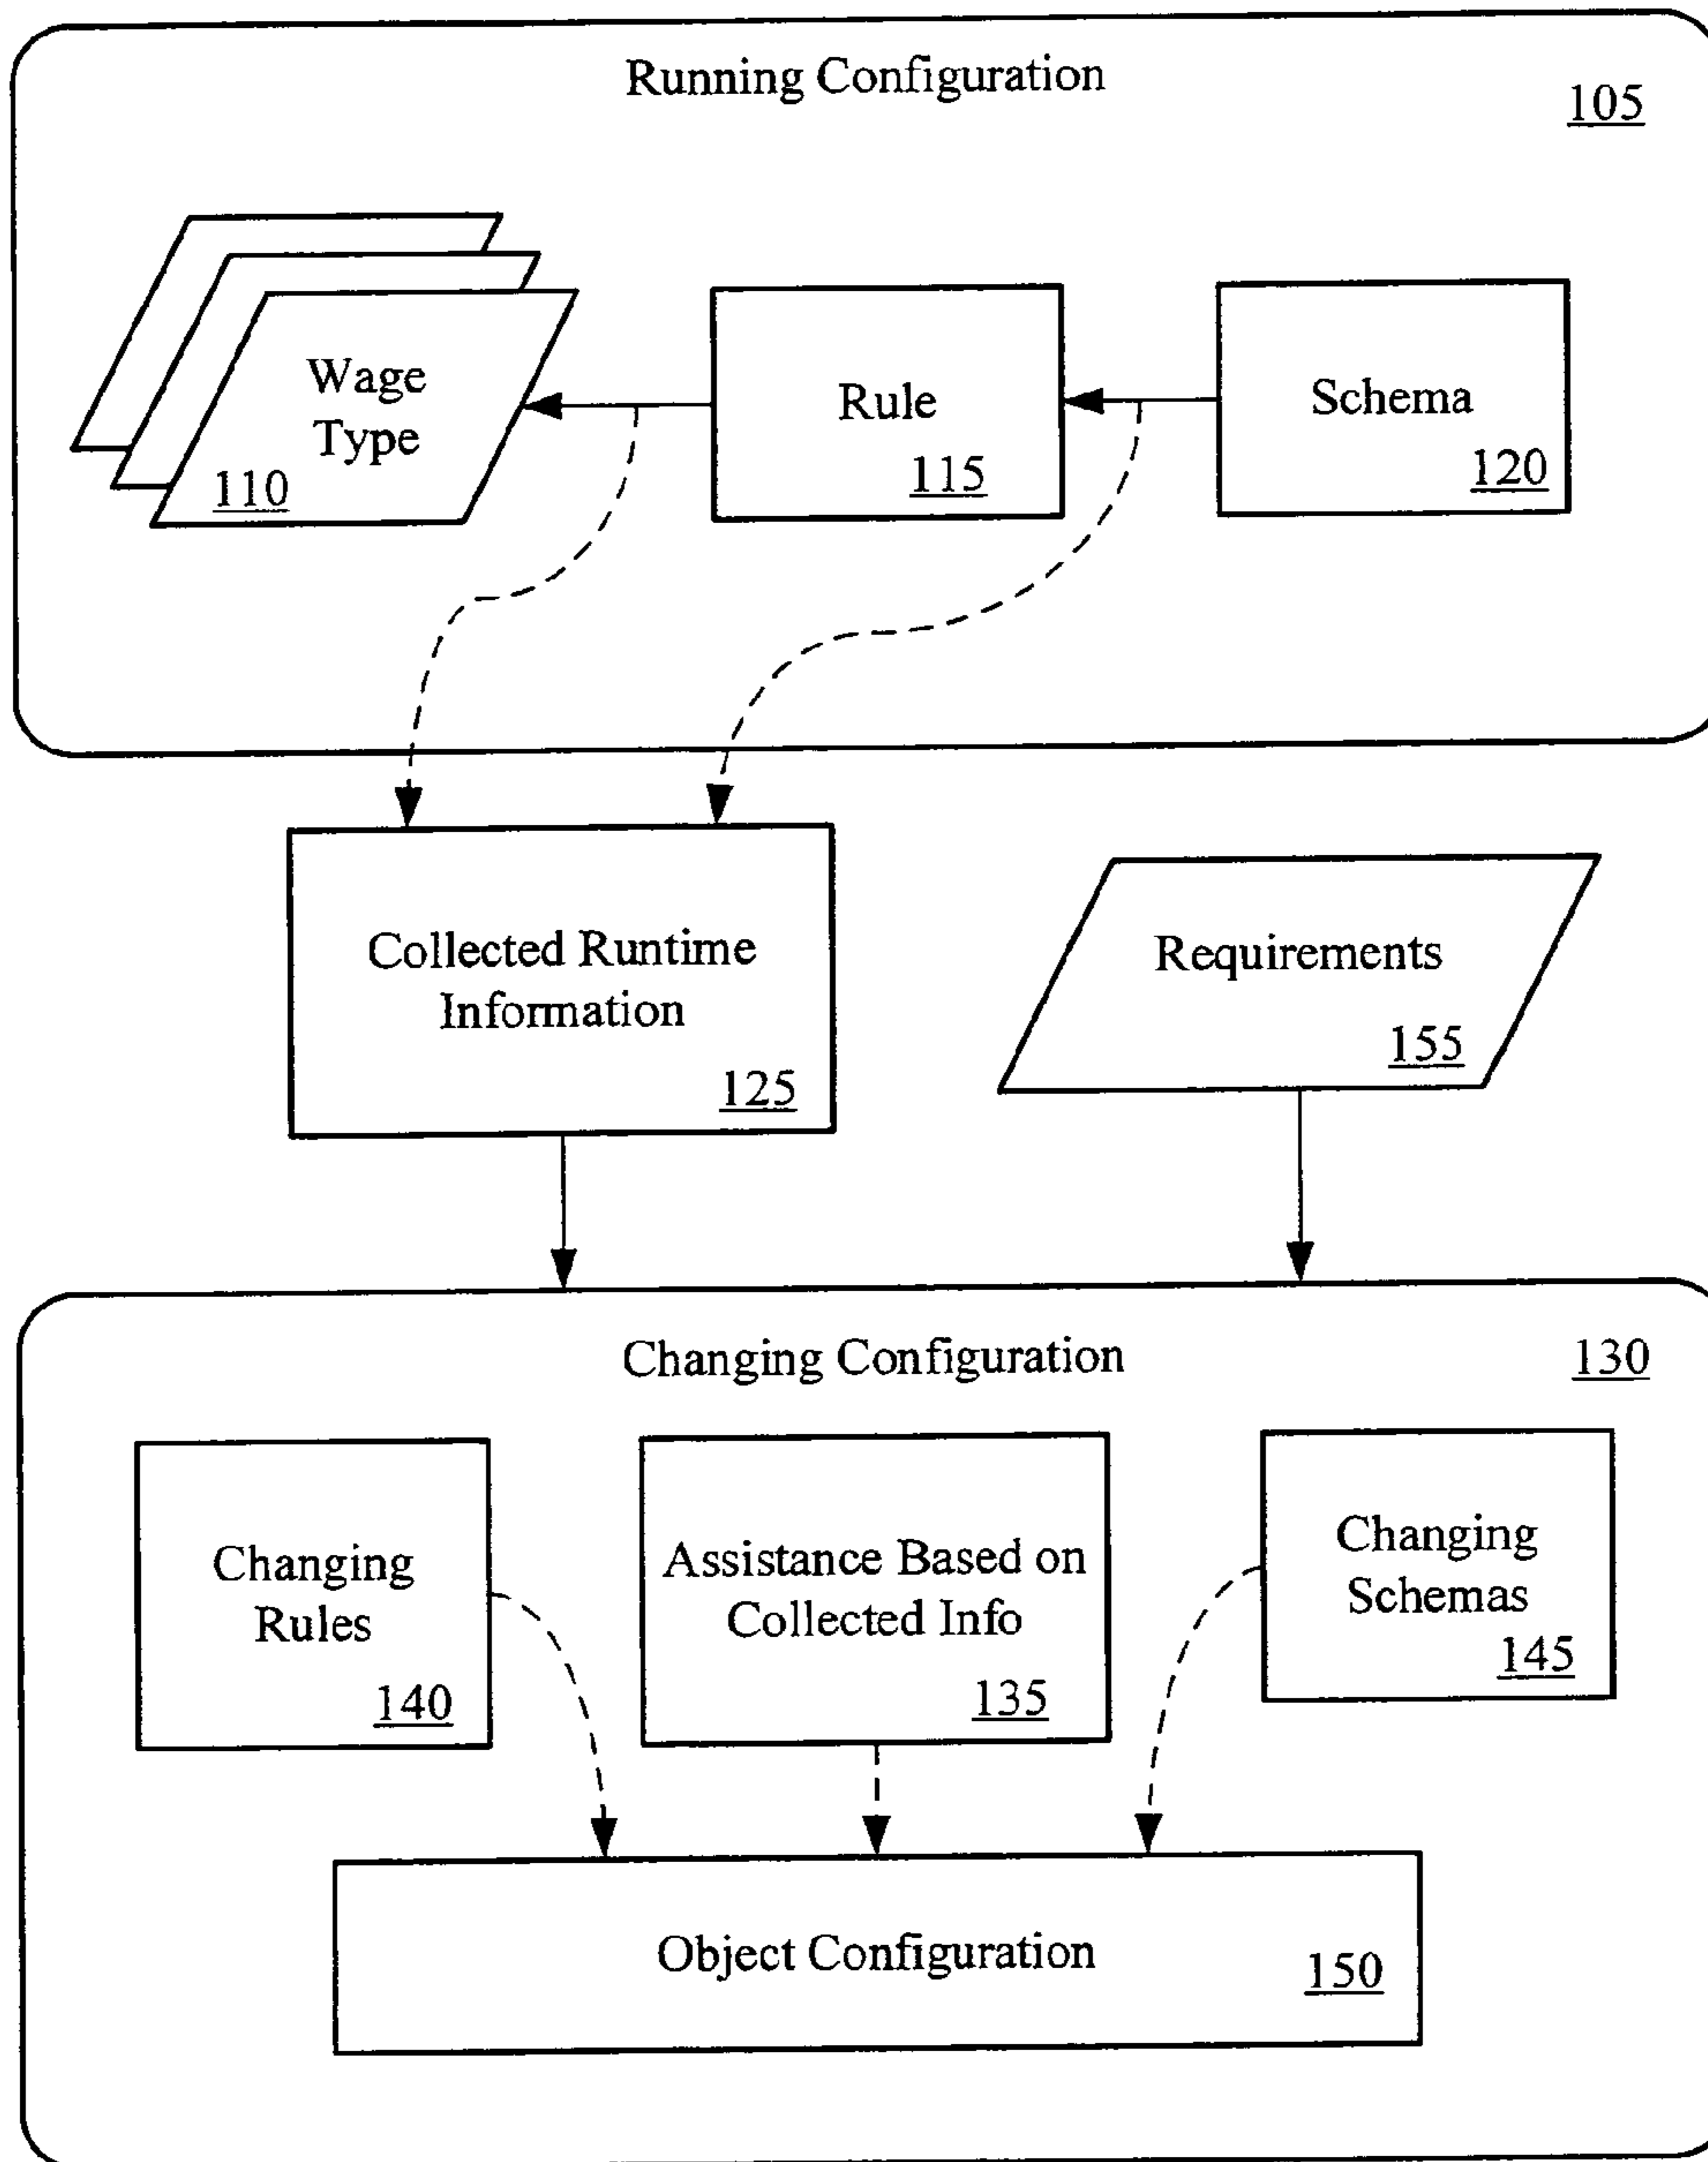 Running Configuration
105
Wage
Type
110
Rule
115
Schema
120
Collected Runtime
Information
125
Requirements
155
Changing Configuration
130
Changing
Rules
140
Assistance Based on
Collected Info
135
Changing
Schemas
145
Object Configuration
150